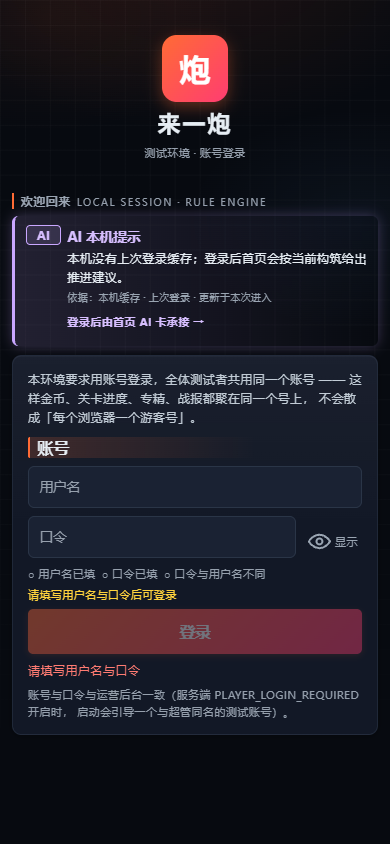 炮
来一炮
测试环境 · 账号登录
欢迎回来 LOCAL SESSION · RULE ENGINE
AI AI 本机提示
本机没有上次登录缓存；登录后首页会按当前构筑给出
推进建议。
依据：本机缓存 · 上次登录 · 更新于本次进入
登录后由首页 AI 卡承接 →
本环境要求用账号登录，全体测试者共用同一个账号 —— 这
样金币、关卡进度、专精、战报都聚在同一个号上， 不会散
成「每个浏览器一个游客号」。
账号
用户名
口令 显示
○ 用户名已填 ○ 口令已填 ○ 口令与用户名不同
请填写用户名与口令后可登录
登录
请填写用户名与口令
账号与口令与运营后台一致（服务端 PLAYER_LOGIN_REQUIRED
开启时， 启动会引导一个与超管同名的测试账号）。